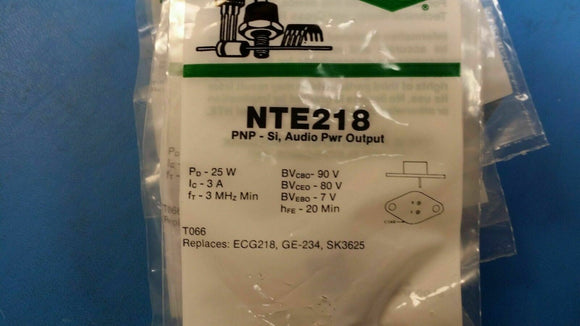 ®
NTE218
PNP - Si, Audio Pwr Output
PD - 25 W
IC - 3 A
fT - 3 MHz Min
BVCBO- 90 V
BVCEO - 80 V
BVEBO - 7 V
hFE - 20 Min
T066
Replaces: ECG218, GE-234, SK3625